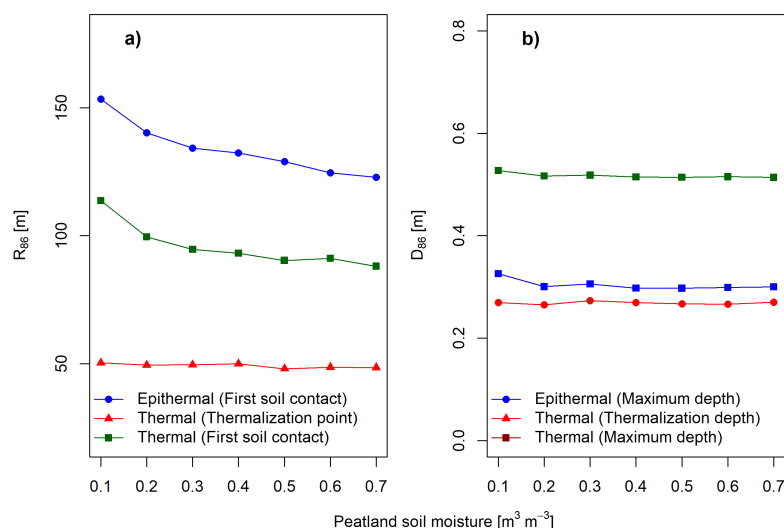 a)
R86 [m]
150
100
50
Epithermal (First soil contact)
Thermal (Thermalization point)
Thermal (First soil contact)
0.1 0.2 0.3 0.4 0.5 0.6 0.7
b)
D86 [m]
0.8
0.6
0.4
0.2
0.0
Epithermal (Maximum depth)
Thermal (Thermalization depth)
Thermal (Maximum depth)
0.1 0.2 0.3 0.4 0.5 0.6 0.7
Peatland soil moisture [m³ m⁻³]